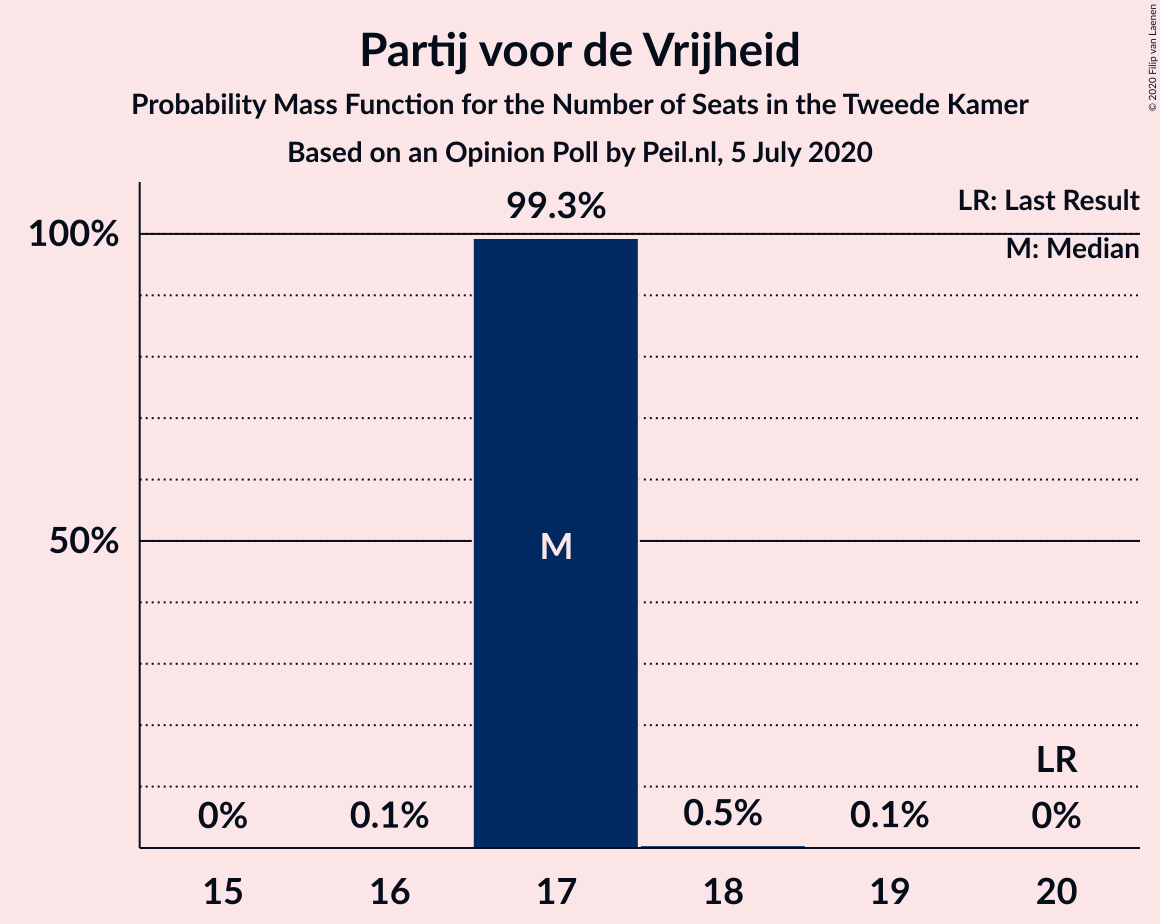 Partij voor de Vrijheid
Probability Mass Function for the Number of Seats in the Tweede Kamer
Based on an Opinion Poll by Peil.nl, 5 July 2020
© 2020 Filip van Laenen
LR: Last Result
M: Median
99.3%
100%
50%
M
LR
0%
0.1%
0.5%
0.1%
0%
15
16
17
18
19
20